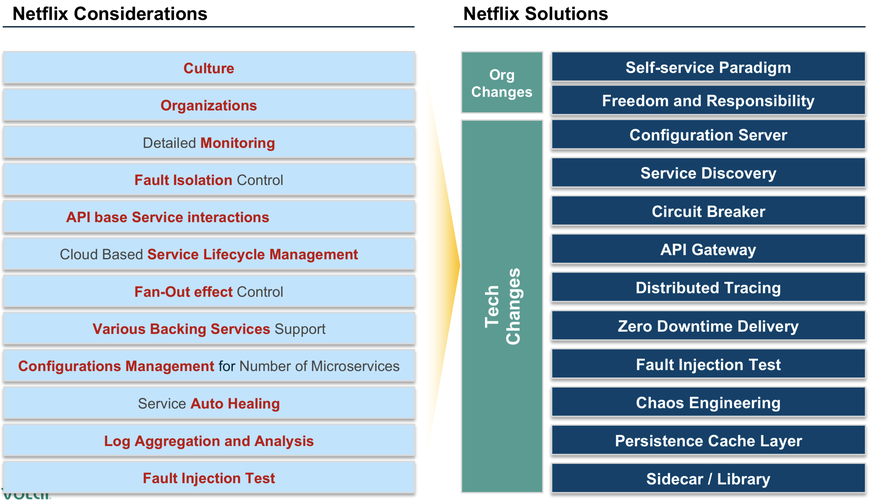 Netflix Considerations
Culture
Organizations
Detailed Monitoring
Fault Isolation Control
API base Service interactions
Cloud Based Service Lifecycle Management
Fan-Out effect Control
Various Backing Services Support
Configurations Management for Number of Microservices
Service Auto Healing
Log Aggregation and Analysis
Fault Injection Test
Netflix Solutions
Org
Changes
Self-service Paradigm
Freedom and Responsibility
Tech
Changes
Configuration Server
Service Discovery
Circuit Breaker
API Gateway
Distributed Tracing
Zero Downtime Delivery
Fault Injection Test
Chaos Engineering
Persistence Cache Layer
Sidecar / Library